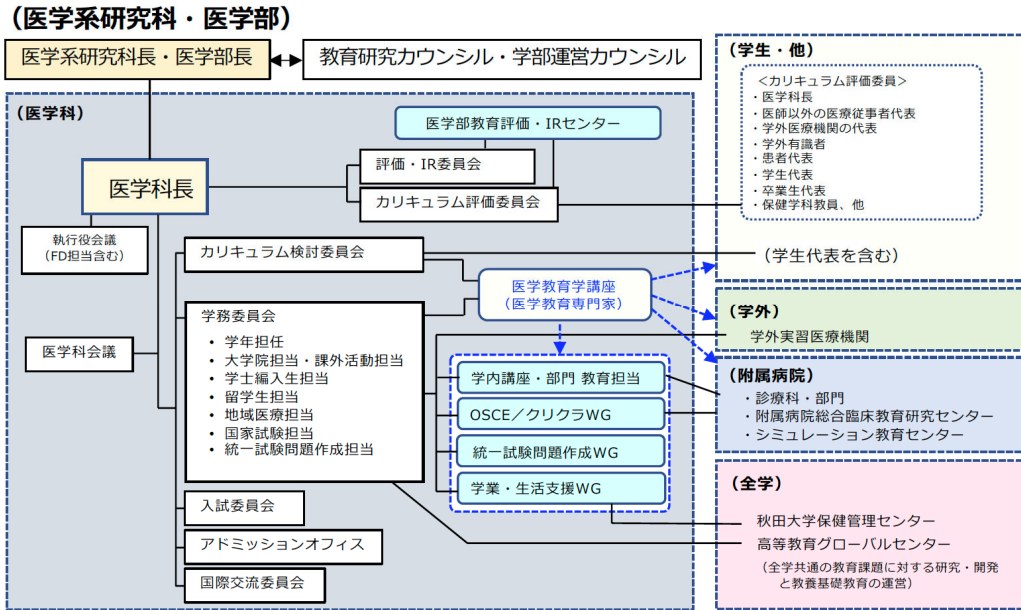 （医学系研究科・医学部）
医学系研究科長・医学部長
教育研究カウンシル・学部運営カウンシル
（医学科）
医学部教育評価・IRセンター
評価・IR委員会
カリキュラム評価委員会
医学科長
執行役会議
（FD担当含む）
カリキュラム検討委員会
医学教育学講座
（医学教育専門家）
医学科会議
学務委員会
• 学年担任
• 大学院担当・課外活動担当
• 学士編入生担当
• 留学生担当
• 地域医療担当
• 国家試験担当
• 統一試験問題作成担当
学内講座・部門 教育担当
OSCE／クリクラWG
統一試験問題作成WG
学業・生活支援WG
入試委員会
アドミッションオフィス
国際交流委員会
（学生・他）
＜カリキュラム評価委員＞
・医学科長
・医師以外の医療従事者代表
・学外医療機関の代表
・学外有識者
・患者代表
・学生代表
・卒業生代表
・保健学科教員、他
（学生代表を含む）
（学外）
学外実習医療機関
（附属病院）
・診療科・部門
・附属病院総合臨床教育研究センター
・シミュレーション教育センター
（全学）
秋田大学保健管理センター
高等教育グローバルセンター
（全学共通の教育課題に対する研究・開発
と教養基礎教育の運営）